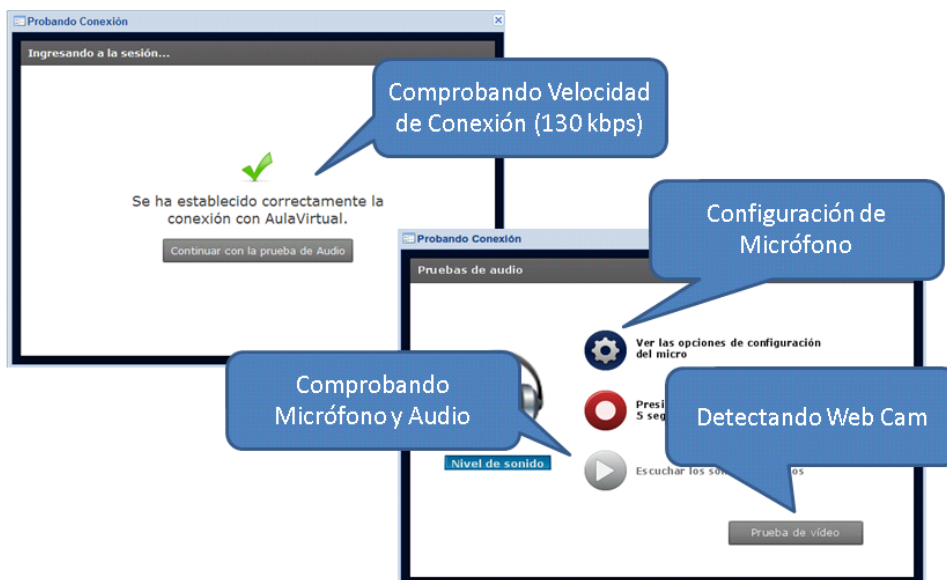 Probando Conexión
Ingresando a la sesión...
Comprobando Velocidad
de Conexión (130 kbps)
Se ha establecido correctamente la
conexión con AulaVirtual.
Continuar con la prueba de Audio
Probando Conexión
Pruebas de audio
Configuración de
Micrófono
Ver las opciones de configuración
del micro
Comprobando
Micrófono y Audio
5
Detectando Web Cam
Nivel de sonido
Escuchar los
Prueba de vídeo